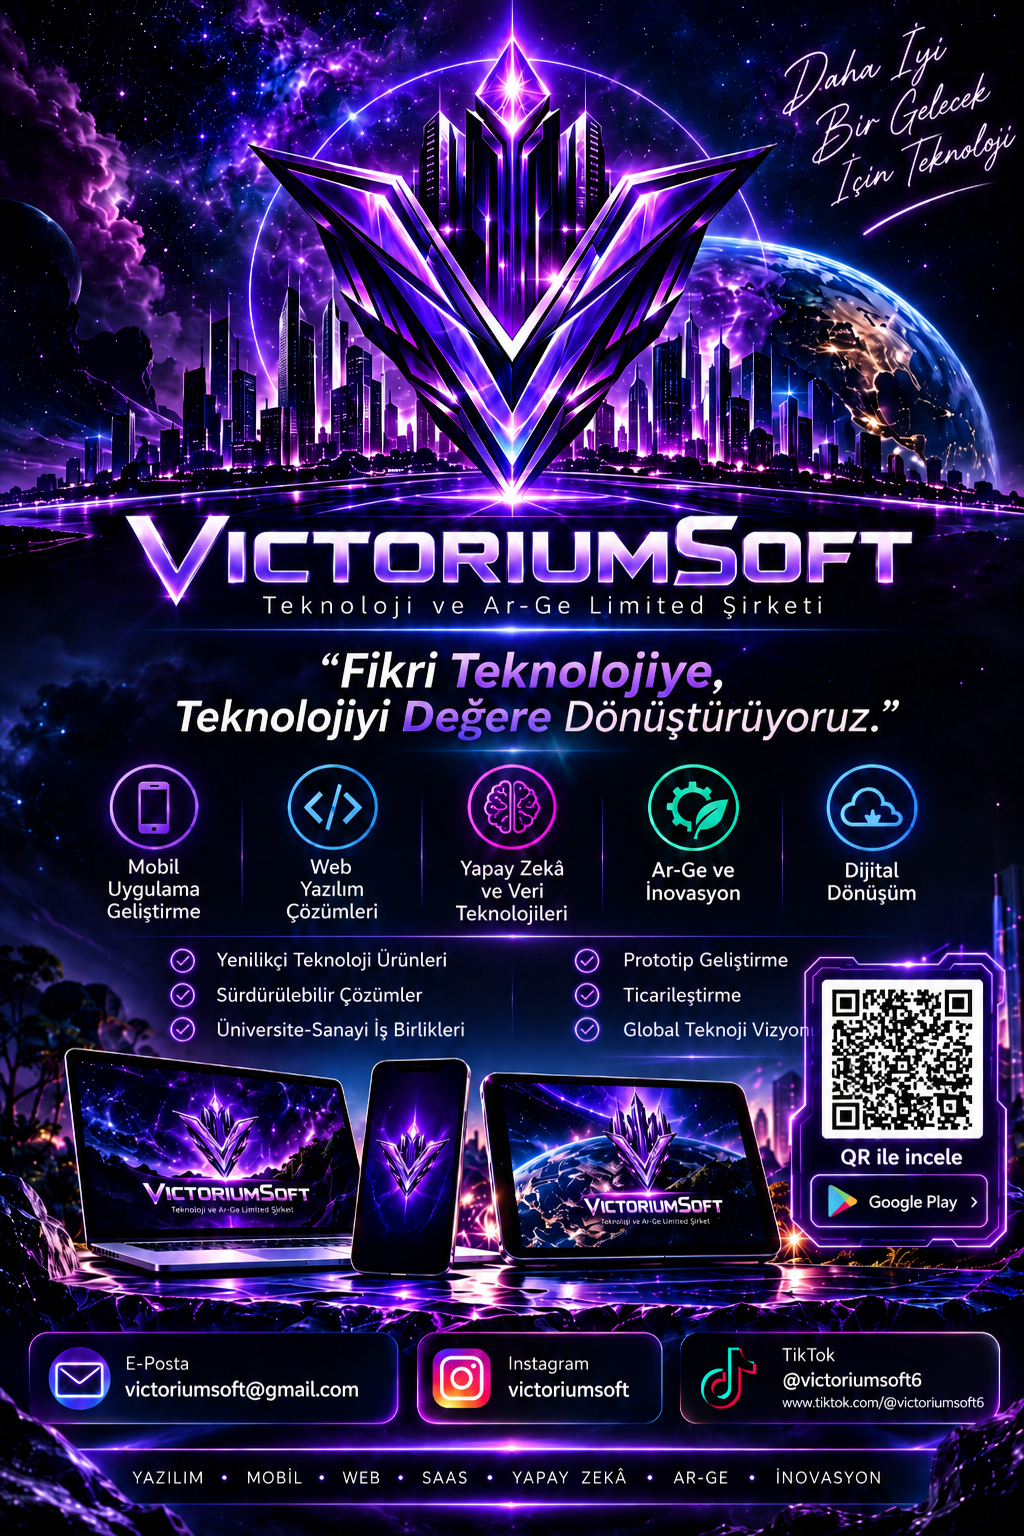 Daha İyi
Bir Gelecek
İçin Teknoloji
VICTORIUMSOFT
Teknoloji ve Ar-Ge Limited Şirketi
“Fikri Teknolojiye,
Teknolojiyi Değere Dönüştürüyoruz.”
Mobil
Uygulama
Geliştirme
Web
Yazılım
Çözümleri
Yapay Zekâ
ve Veri
Teknolojileri
Ar-Ge ve
İnovasyon
Dijital
Dönüşüm
Yenilikçi Teknoloji Ürünleri
Sürdürülebilir Çözümler
Üniversite-Sanayi İş Birlikleri
Prototip Geliştirme
Ticarileştirme
Global Teknoji Vizyon
QR ile incele
Google Play
VICTORIUMSOFT
Teknoloji ve Ar-Ge Limited Şirket
VICTORIUMSOFT
Teknoloji ve Ar-Ge Limited Şirket
E-Posta
victoriumsoft@gmail.com
Instagram
victoriumsoft
TikTok
@victoriumsoft6
www.tiktok.com/@victoriumsoft6
YAZILIM • MOBİL • WEB • SAAS • YAPAY ZEKÂ • AR-GE • İNOVASYON